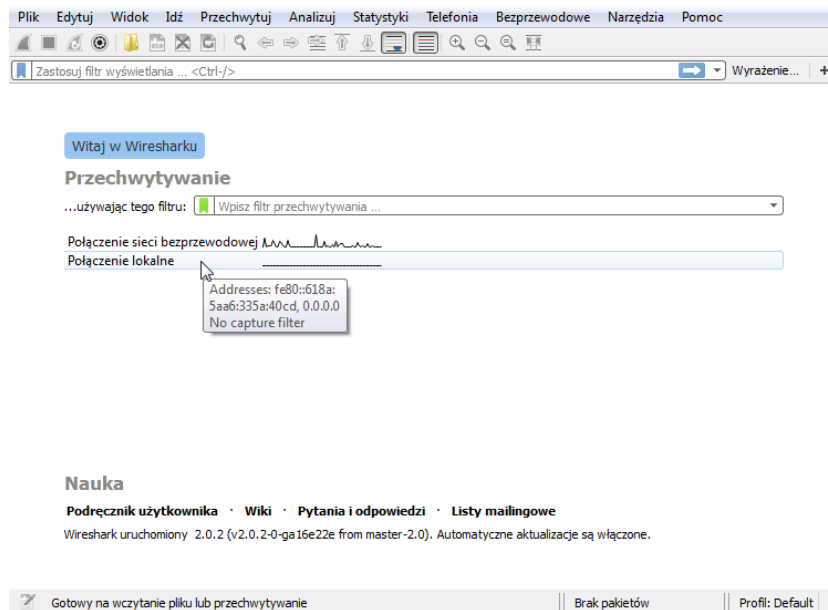 Plik Edytuj Widok Idź Przechwytuj Analizuj Statystyki Telefonia Bezprzewodowe Narzędzia Pomoc
Zastosuj filtr wyświetlania ... <Ctrl-/> Wyrażenie... +
Witaj w Wiresharku
Przechwytywanie
...używając tego filtru: Wpisz filtr przechwytywania ...
Połączenie sieci bezprzewodowej
Połączenie lokalne
Addresses: fe80::618a:
5aa6:335a:40cd, 0.0.0.0
No capture filter
Nauka
Podręcznik użytkownika · Wiki · Pytania i odpowiedzi · Listy mailingowe
Wireshark uruchomiony 2.0.2 (v2.0.2-0-ga16e22e from master-2.0). Automatyczne aktualizacje są włączone.
Gotowy na wczytanie pliku lub przechwytywanie Brak pakietów Profil: Default